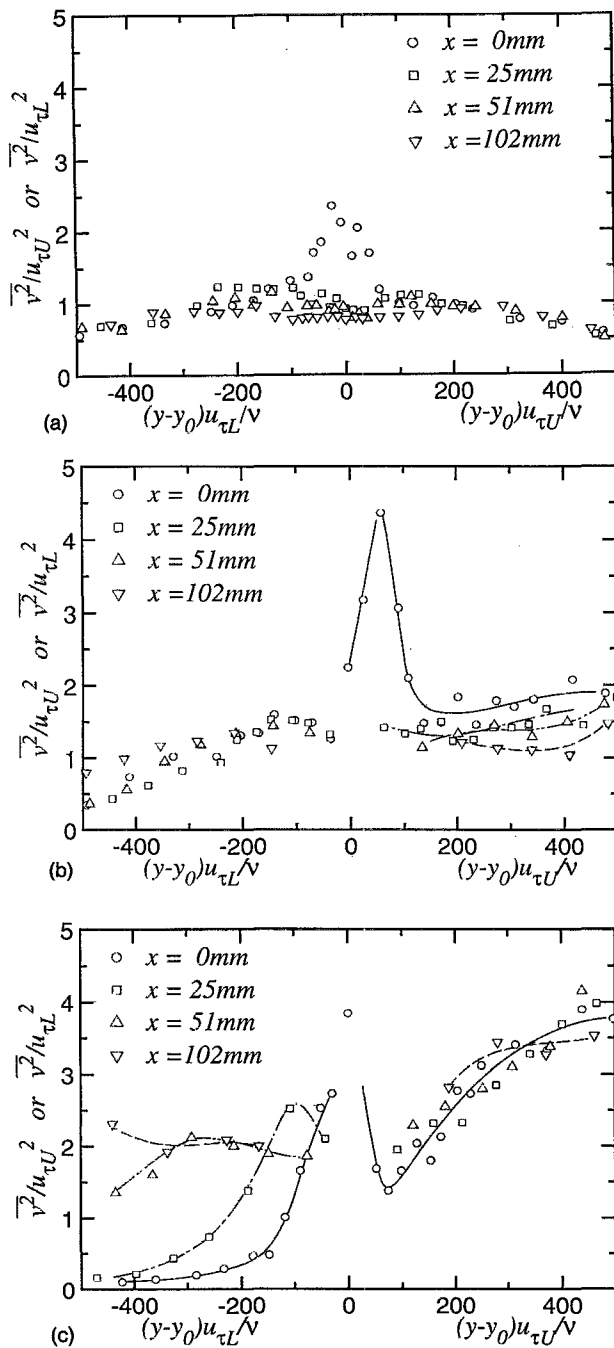 5
4
3
2
1
0
x = 0mm
x = 25mm
x = 51mm
x = 102mm
v²/u_τU² or v²/u_τL²
-400 -200 0 200 400
(a) (y-y₀)u_τL/ν (y-y₀)u_τU/ν
5
4
3
2
1
0
x = 0mm
x = 25mm
x = 51mm
x = 102mm
v²/u_τU² or v²/u_τL²
-400 -200 0 200 400
(b) (y-y₀)u_τL/ν (y-y₀)u_τU/ν
5
4
3
2
1
0
x = 0mm
x = 25mm
x = 51mm
x = 102mm
v²/u_τU² or v²/u_τL²
-400 -200 0 200 400
(c) (y-y₀)u_τL/ν (y-y₀)u_τU/ν